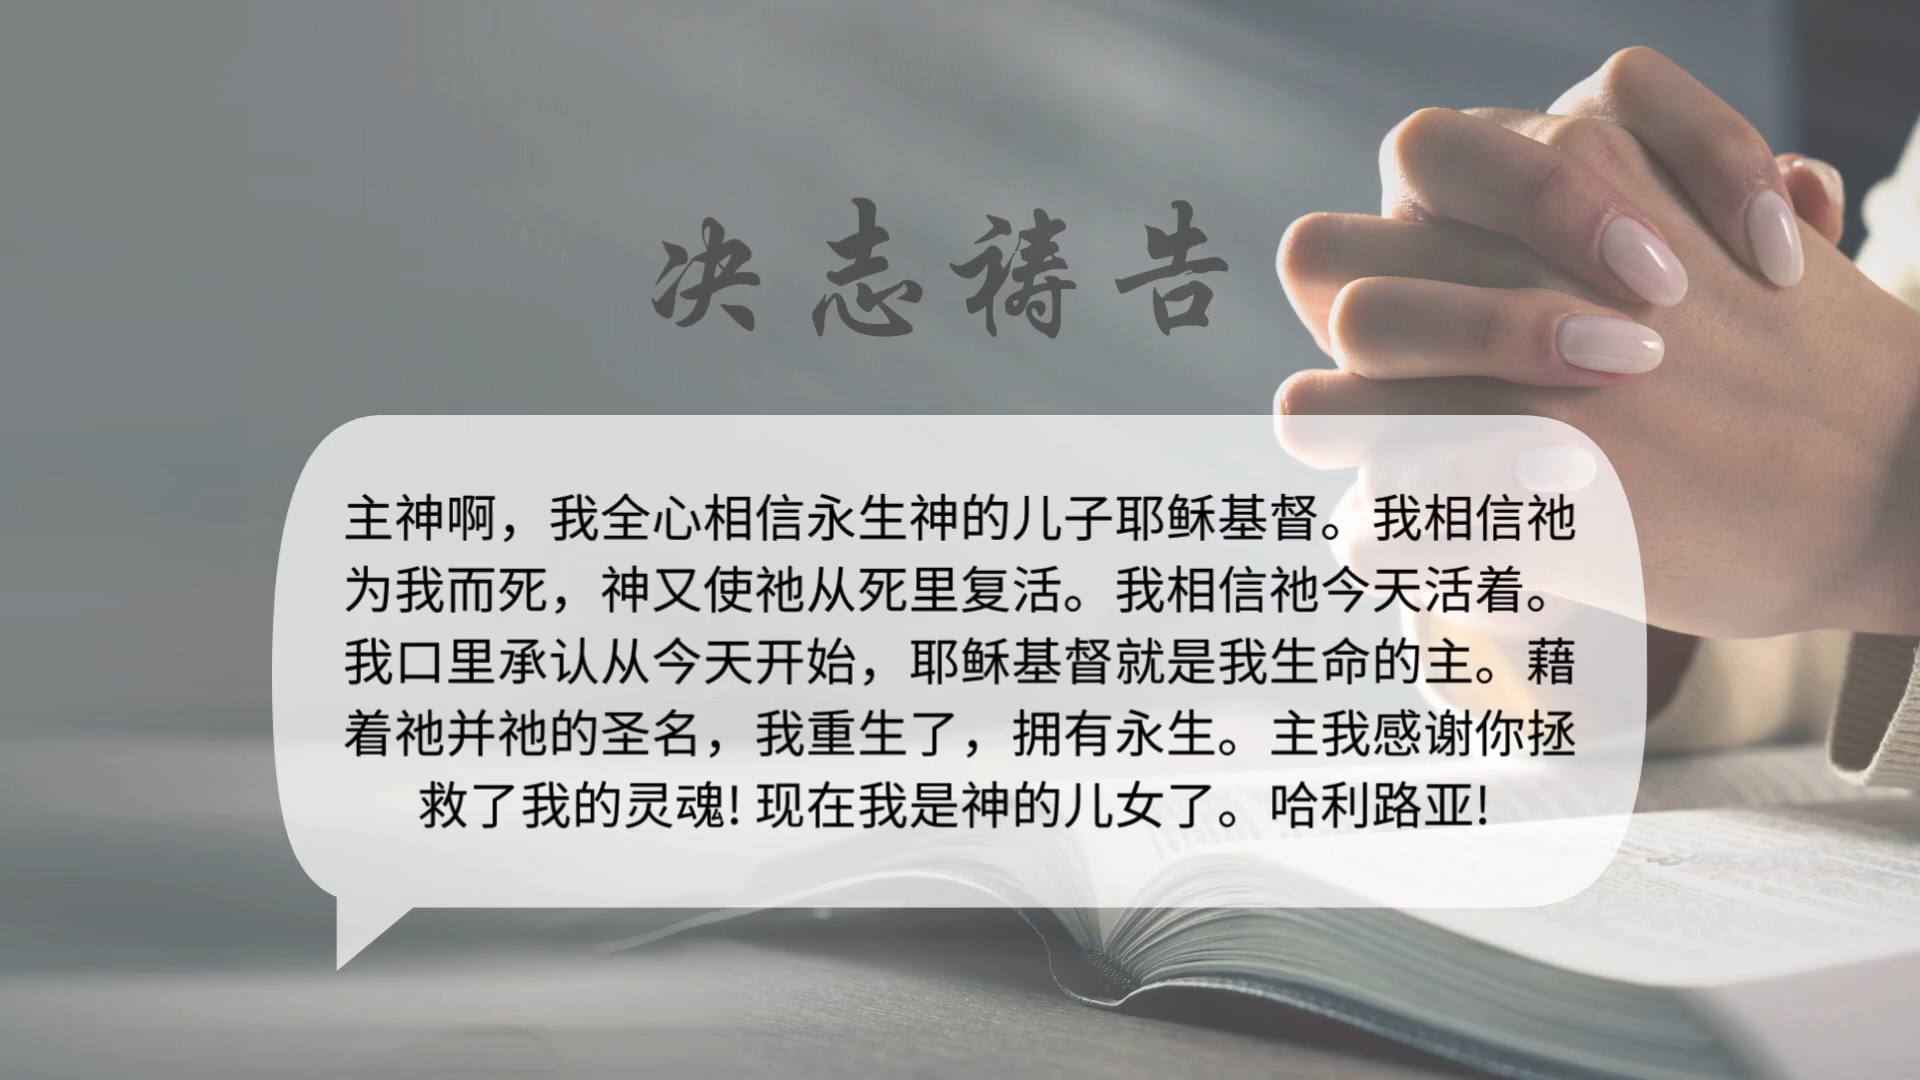 决志祷告
主神啊，我全心相信永生神的儿子耶稣基督。我相信祂
为我而死，神又使祂从死里复活。我相信祂今天活着。
我口里承认从今天开始，耶稣基督就是我生命的主。藉
着祂并祂的圣名，我重生了，拥有永生。主我感谢你拯
救了我的灵魂! 现在我是神的儿女了。哈利路亚!